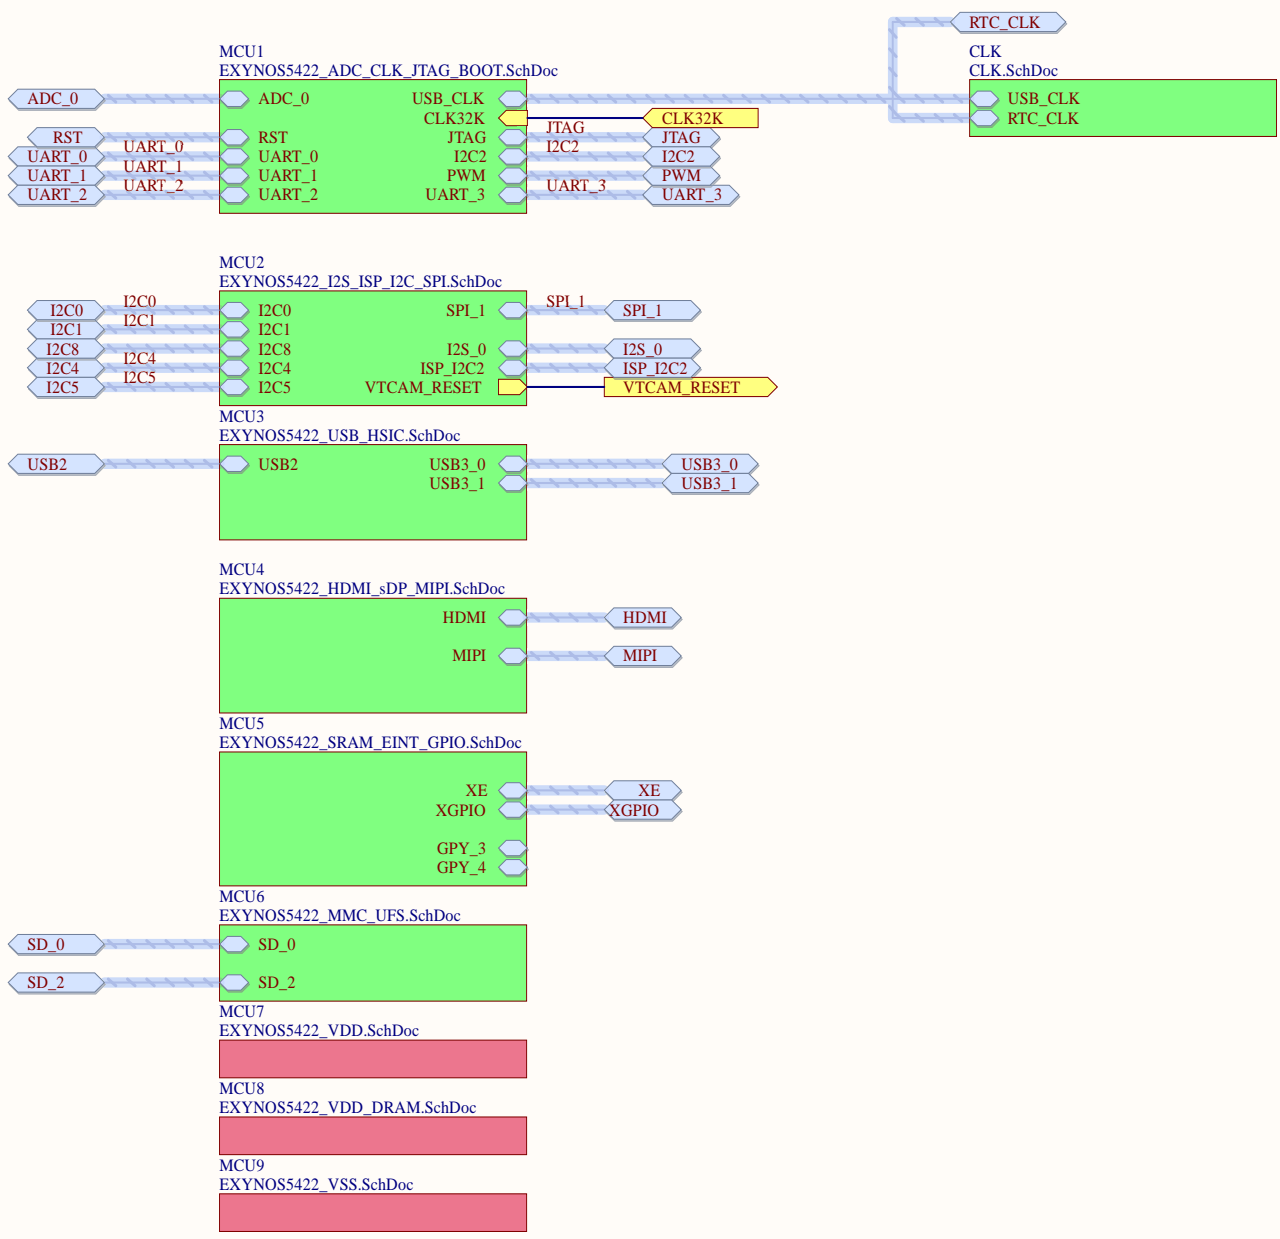 RTC_CLK
MCU1
EXYNOS5422_ADC_CLK_JTAG_BOOT.SchDoc
CLK
CLK.SchDoc
ADC_0 ADC_0 USB_CLK USB_CLK
CLK32K CLK32K RTC_CLK
JTAG
RST RST JTAG JTAG
UART_0 I2C2
UART_0 UART_0 I2C2 I2C2
UART_1
UART_1 UART_1 PWM PWM
UART_2 UART_3
UART_2 UART_2 UART_3 UART_3
MCU2
EXYNOS5422_I2S_ISP_I2C_SPI.SchDoc
I2C0 SPI_1
I2C0 I2C0 SPI_1 SPI_1
I2C1
I2C1 I2C1
I2C8 I2C8 I2S_0 I2S_0
I2C4
I2C4 I2C4 ISP_I2C2 ISP_I2C2
I2C5
I2C5 I2C5 VTCAM_RESET VTCAM_RESET
MCU3
EXYNOS5422_USB_HSIC.SchDoc
USB2 USB2 USB3_0 USB3_0
USB3_1 USB3_1
MCU4
EXYNOS5422_HDMI_sDP_MIPI.SchDoc
HDMI HDMI
MIPI MIPI
MCU5
EXYNOS5422_SRAM_EINT_GPIO.SchDoc
XE XE
XGPIO XGPIO
GPY_3
GPY_4
MCU6
EXYNOS5422_MMC_UFS.SchDoc
SD_0 SD_0
SD_2 SD_2
MCU7
EXYNOS5422_VDD.SchDoc
MCU8
EXYNOS5422_VDD_DRAM.SchDoc
MCU9
EXYNOS5422_VSS.SchDoc